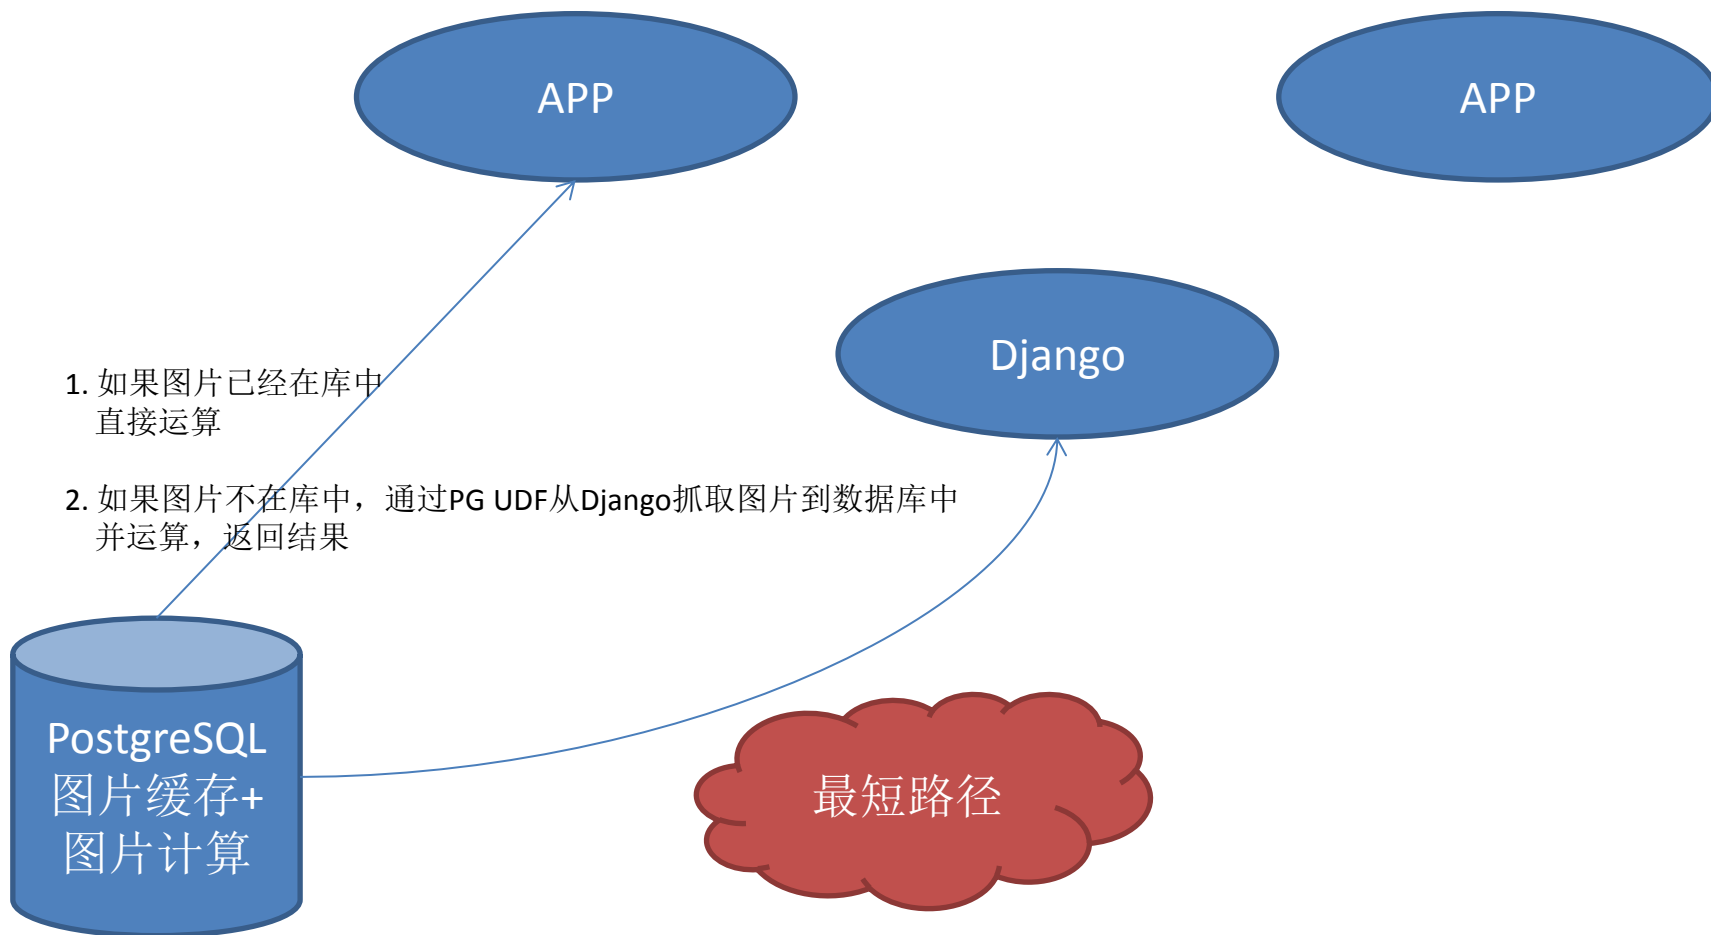 APP
APP
Django
1. 如果图片已经在库中
直接运算
2. 如果图片不在库中，通过PG UDF从Django抓取图片到数据库中
并运算，返回结果
PostgreSQL
图片缓存+
图片计算
最短路径